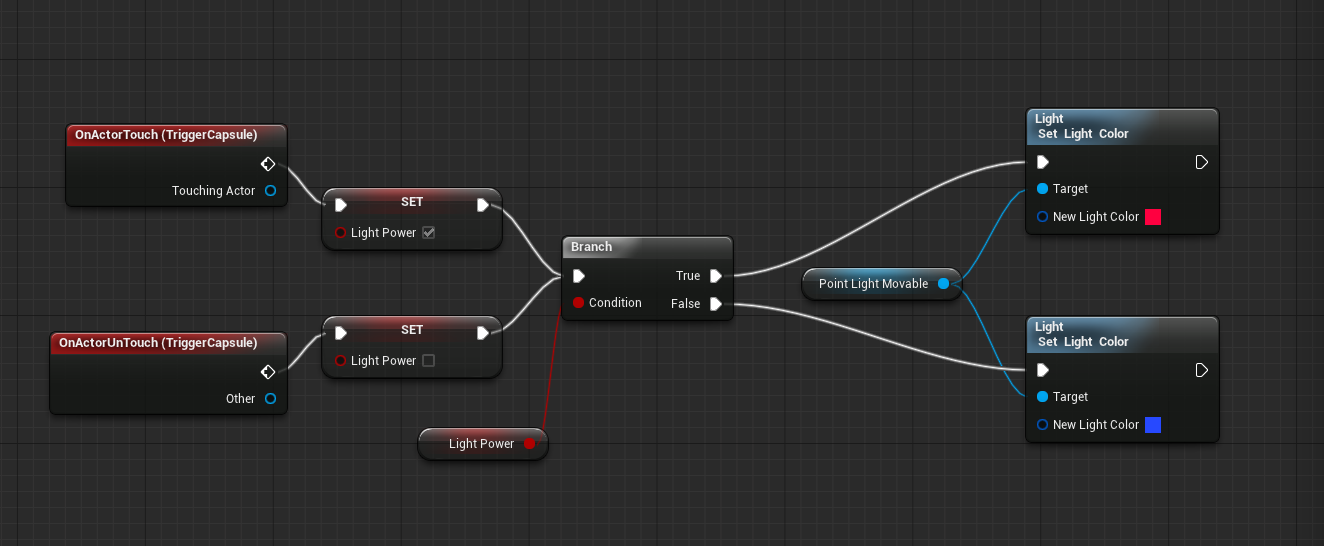 OnActorTouch (TriggerCapsule)
Touching Actor
SET
Light Power
OnActorUnTouch (TriggerCapsule)
Other
SET
Light Power
Light Power
Branch
True
Condition
False
Point Light Movable
Light
Set Light Color
Target
New Light Color
Light
Set Light Color
Target
New Light Color